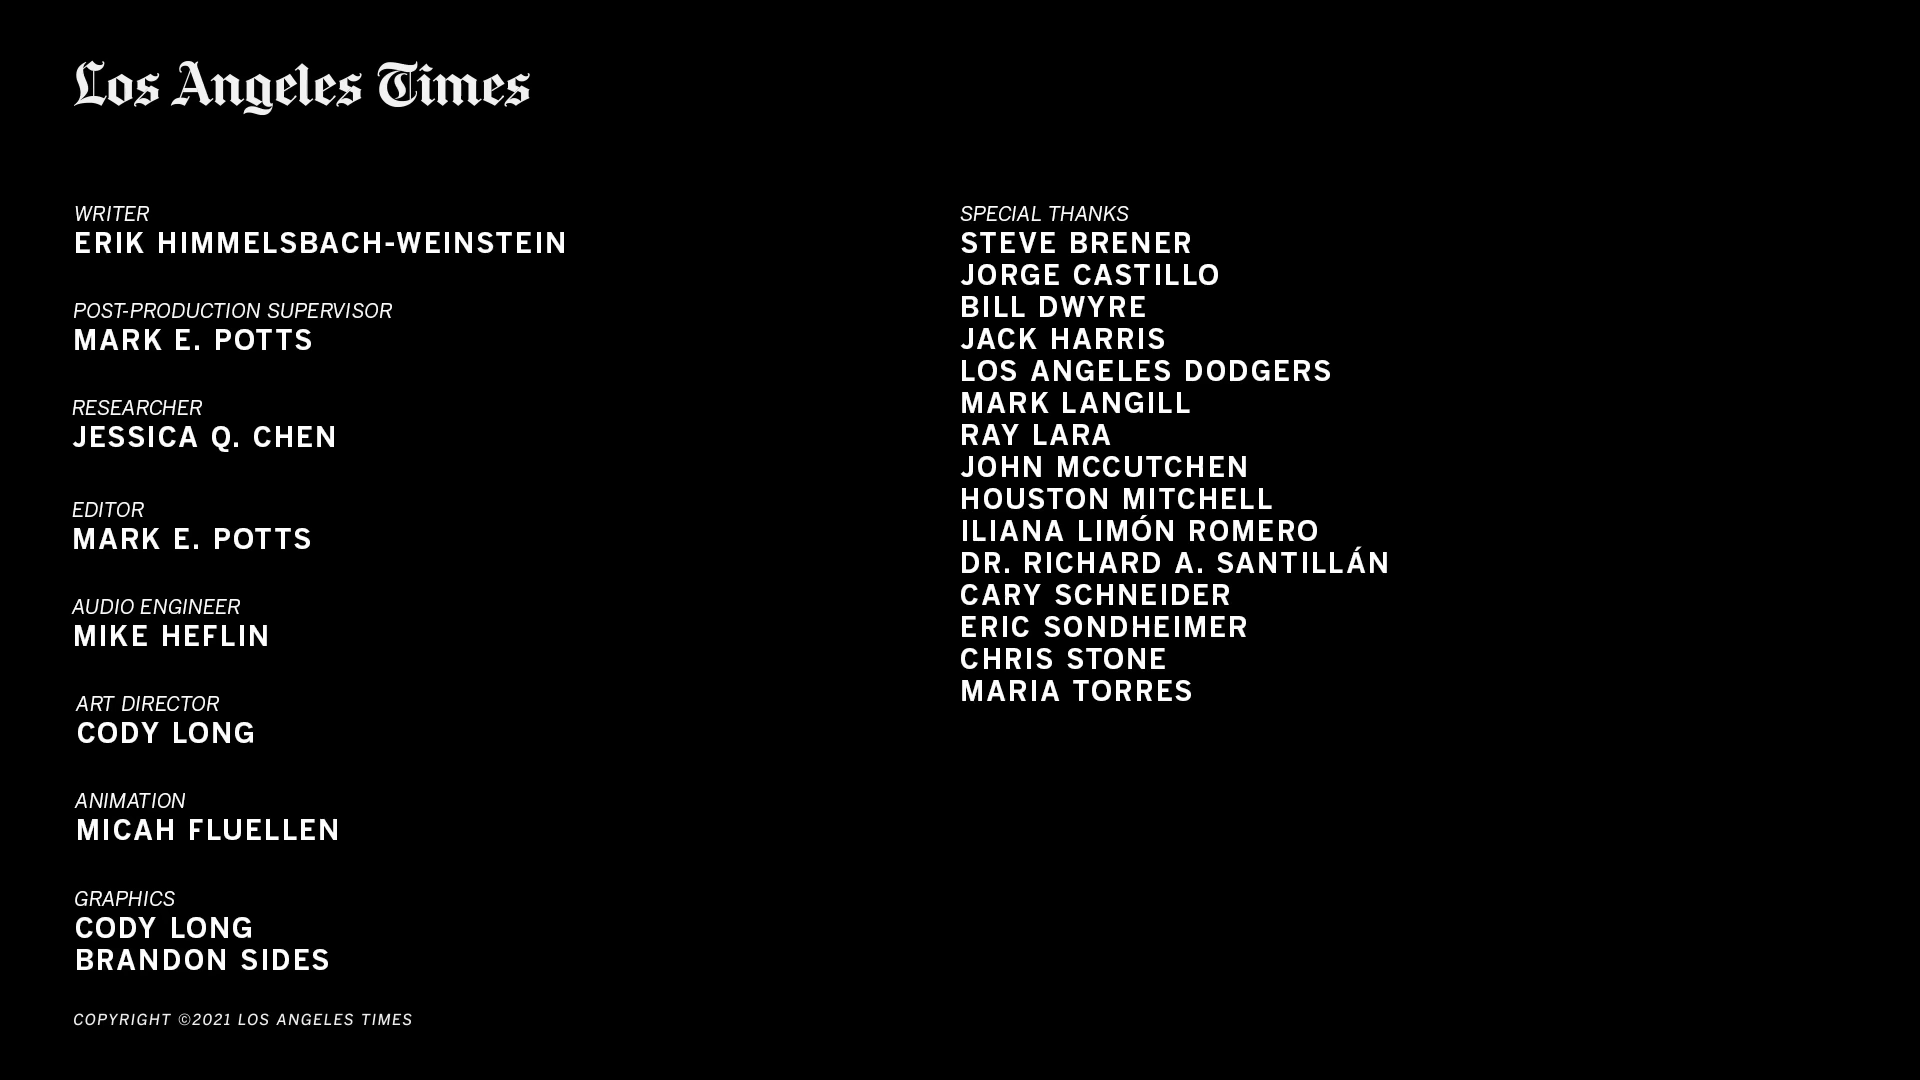 Los Angeles Times
WRITER
ERIK HIMMELSBACH-WEINSTEIN
POST-PRODUCTION SUPERVISOR
MARK E. POTTS
RESEARCHER
JESSICA Q. CHEN
EDITOR
MARK E. POTTS
AUDIO ENGINEER
MIKE HEFLIN
ART DIRECTOR
CODY LONG
ANIMATION
MICAH FLUELLEN
GRAPHICS
CODY LONG
BRANDON SIDES
COPYRIGHT ©2021 LOS ANGELES TIMES
SPECIAL THANKS
STEVE BRENER
JORGE CASTILLO
BILL DWYRE
JACK HARRIS
LOS ANGELES DODGERS
MARK LANGILL
RAY LARA
JOHN MCCUTCHEN
HOUSTON MITCHELL
ILIANA LIMÓN ROMERO
DR. RICHARD A. SANTILLÁN
CARY SCHNEIDER
ERIC SONDHEIMER
CHRIS STONE
MARIA TORRES